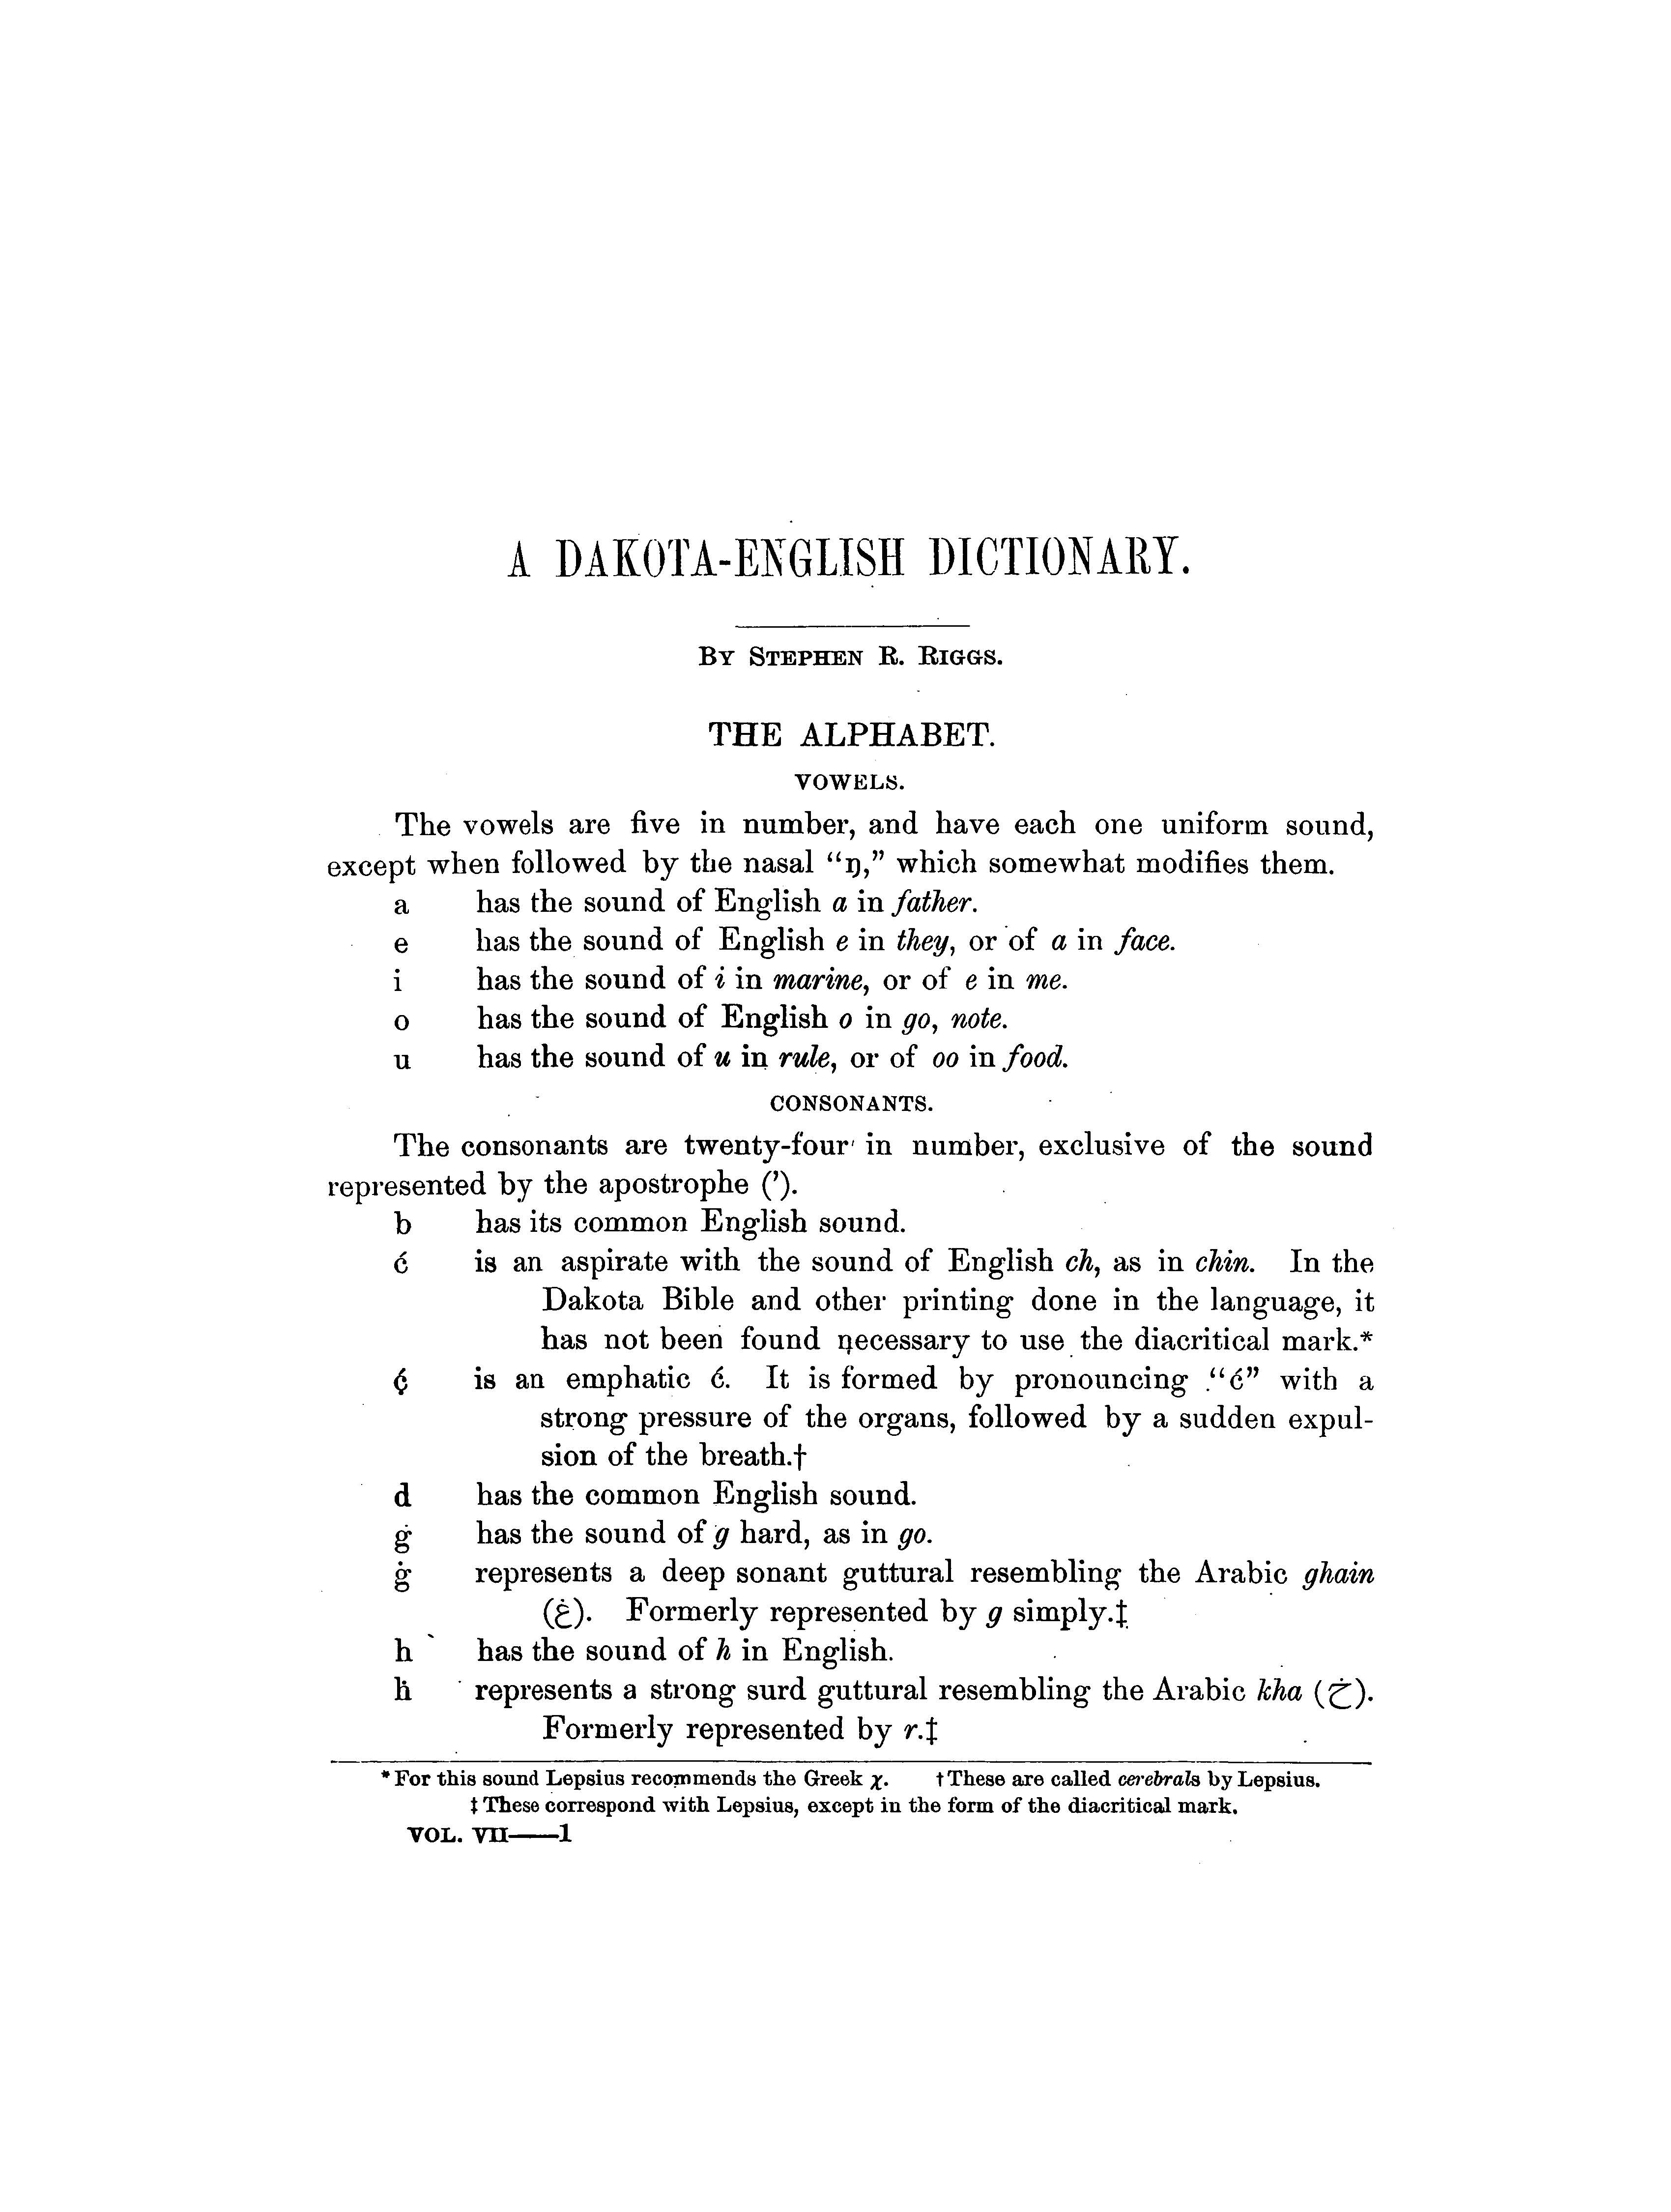 A DAKOTA-ENGLISH DICTIONARY.
BY STEPHEN R. RIGGS.
THE ALPHABET.
VOWELS.
The vowels are five in number, and have each one uniform sound,
except when followed by the nasal “ŋ,” which somewhat modifies them.
a has the sound of English a in father.
e has the sound of English e in they, or of a in face.
i has the sound of i in marine, or of e in me.
o has the sound of English o in go, note.
u has the sound of u in rule, or of oo in food.
CONSONANTS.
The consonants are twenty-four in number, exclusive of the sound
represented by the apostrophe (’).
b has its common English sound.
ć is an aspirate with the sound of English ch, as in chin. In the
Dakota Bible and other printing done in the language, it
has not been found necessary to use the diacritical mark.*
ć̣ is an emphatic ć. It is formed by pronouncing “ć” with a
strong pressure of the organs, followed by a sudden expul-
sion of the breath.†
d has the common English sound.
g has the sound of g hard, as in go.
ġ represents a deep sonant guttural resembling the Arabic ghain
(غ). Formerly represented by g simply.‡
h has the sound of h in English.
ḣ represents a strong surd guttural resembling the Arabic kha (خ).
Formerly represented by r.‡
*For this sound Lepsius recommends the Greek χ. †These are called cerebrals by Lepsius.
‡ These correspond with Lepsius, except in the form of the diacritical mark.
VOL. VII——1